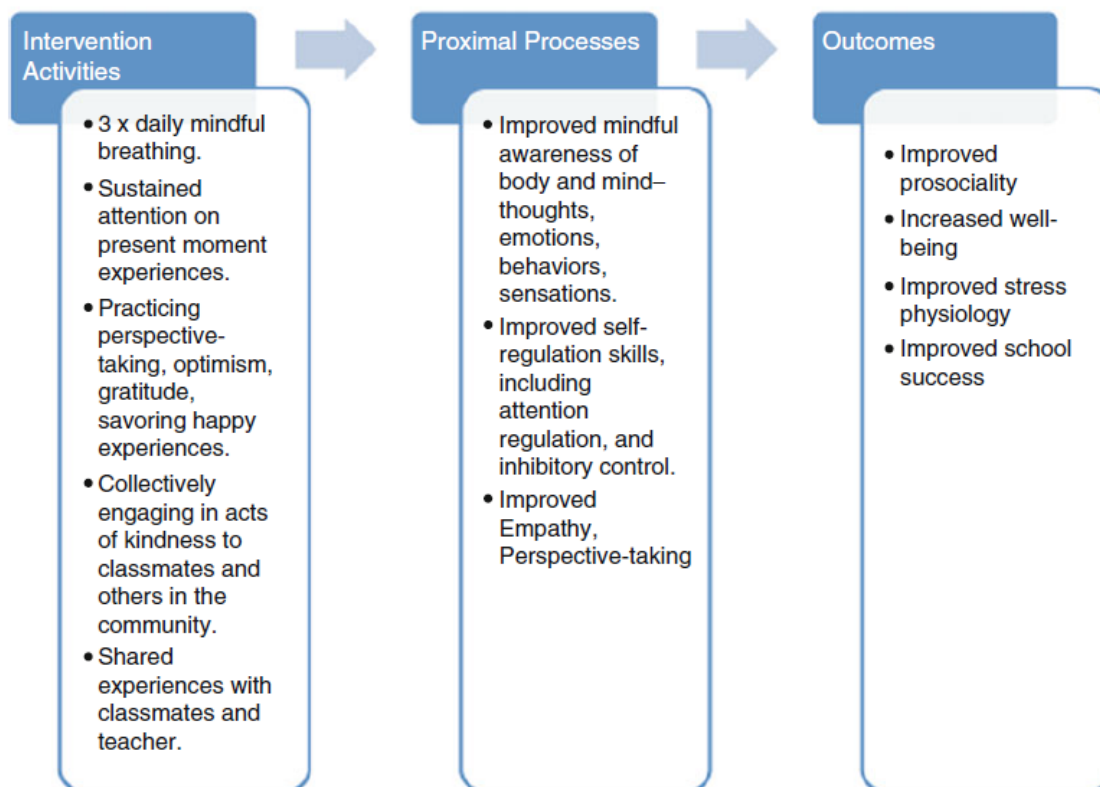 Intervention
Activities
• 3 x daily mindful
breathing.
• Sustained
attention on
present moment
experiences.
• Practicing
perspective-
taking, optimism,
gratitude,
savoring happy
experiences.
• Collectively
engaging in acts
of kindness to
classmates and
others in the
community.
• Shared
experiences with
classmates and
teacher.
Proximal Processes
• Improved mindful
awareness of
body and mind–
thoughts,
emotions,
behaviors,
sensations.
• Improved self-
regulation skills,
including
attention
regulation, and
inhibitory control.
• Improved
Empathy,
Perspective-taking
Outcomes
• Improved
prosociality
• Increased well-
being
• Improved stress
physiology
• Improved school
success